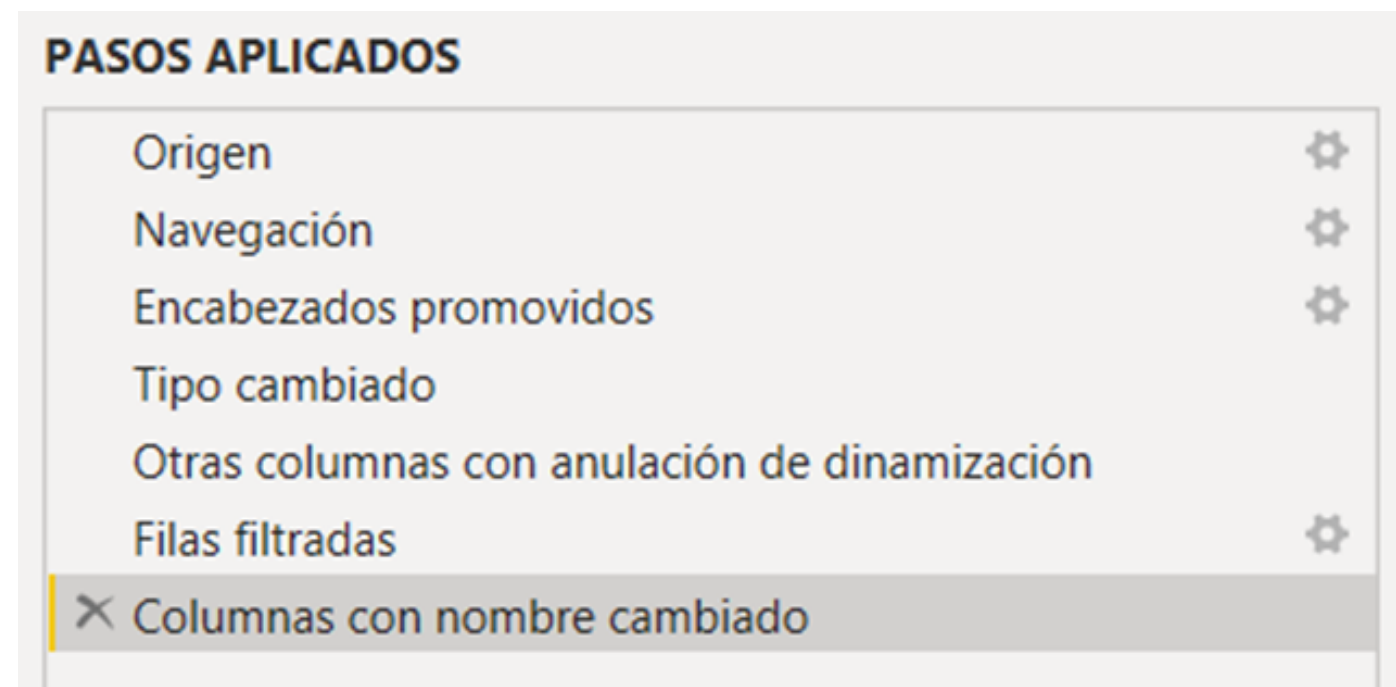 PASOS APLICADOS
Origen
Navegación
Encabezados promovidos
Tipo cambiado
Otras columnas con anulación de dinamización
Filas filtradas
Columnas con nombre cambiado